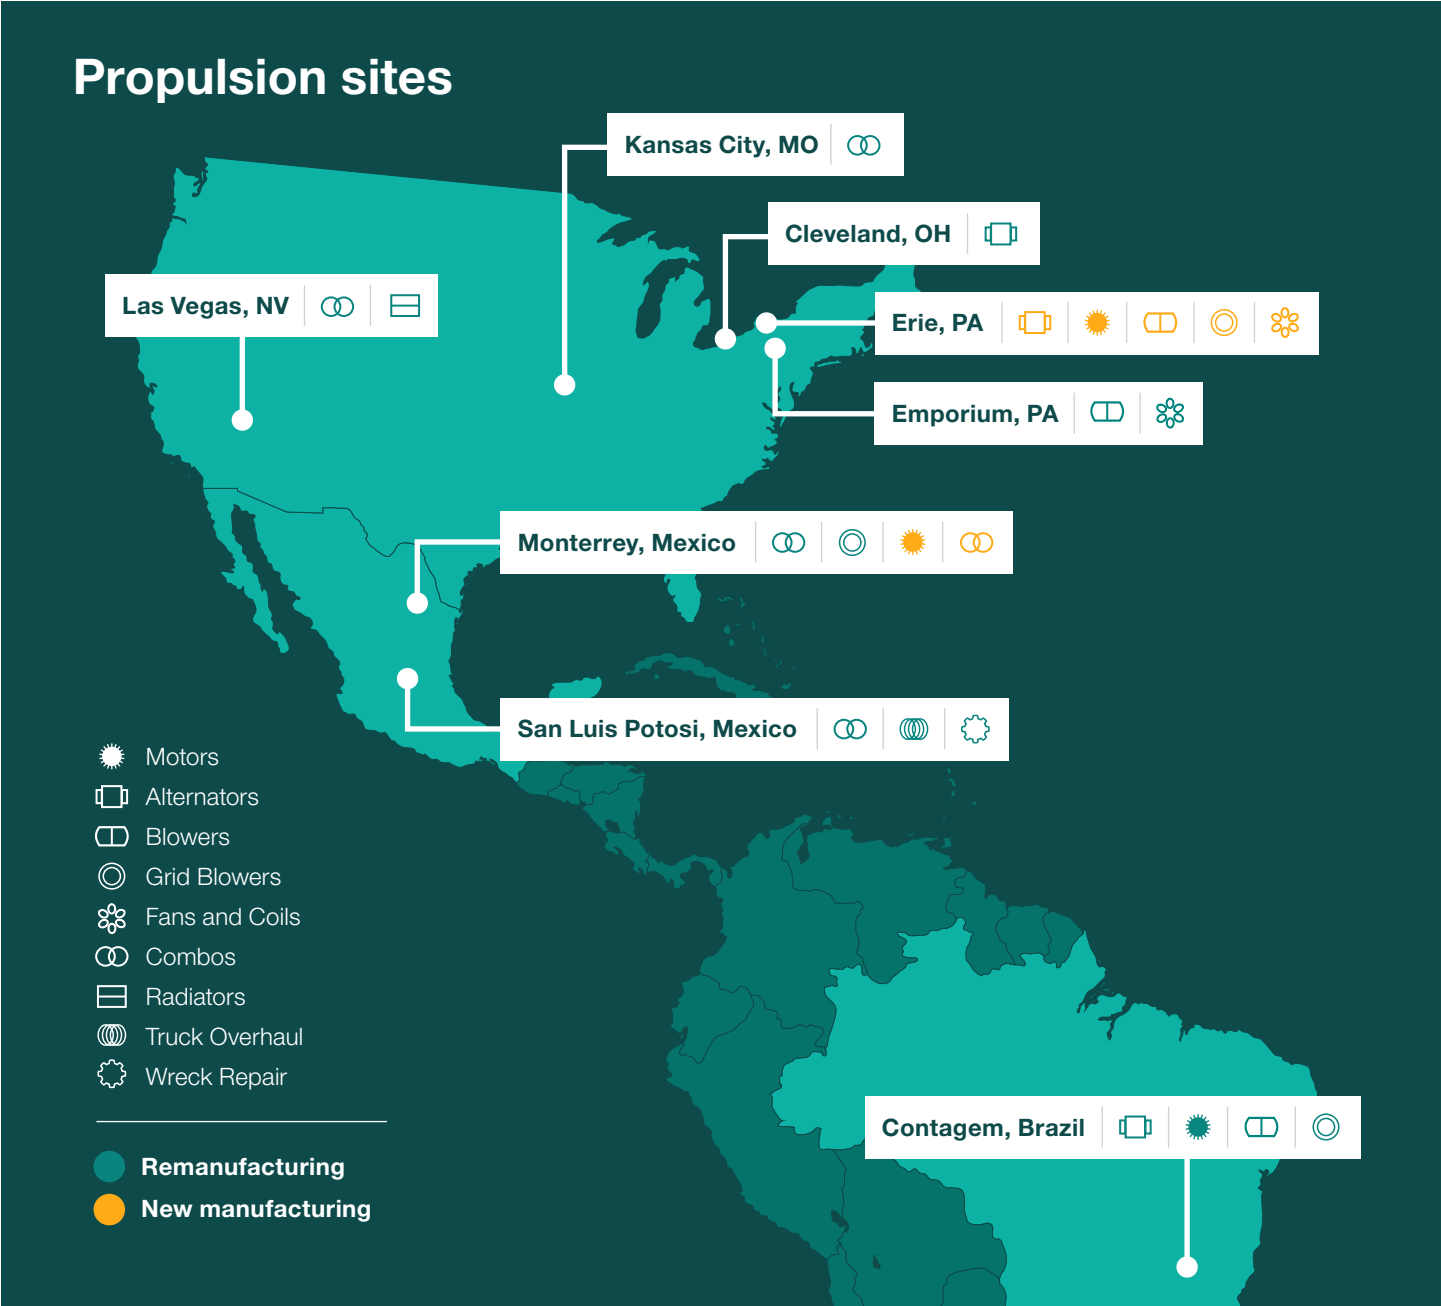 Propulsion sites
Kansas City, MO
Cleveland, OH
Las Vegas, NV
Erie, PA
Emporium, PA
Monterrey, Mexico
San Luis Potosi, Mexico
Motors
Alternators
Blowers
Grid Blowers
Fans and Coils
Combos
Radiators
Truck Overhaul
Wreck Repair
Contagem, Brazil
Remanufacturing
New manufacturing